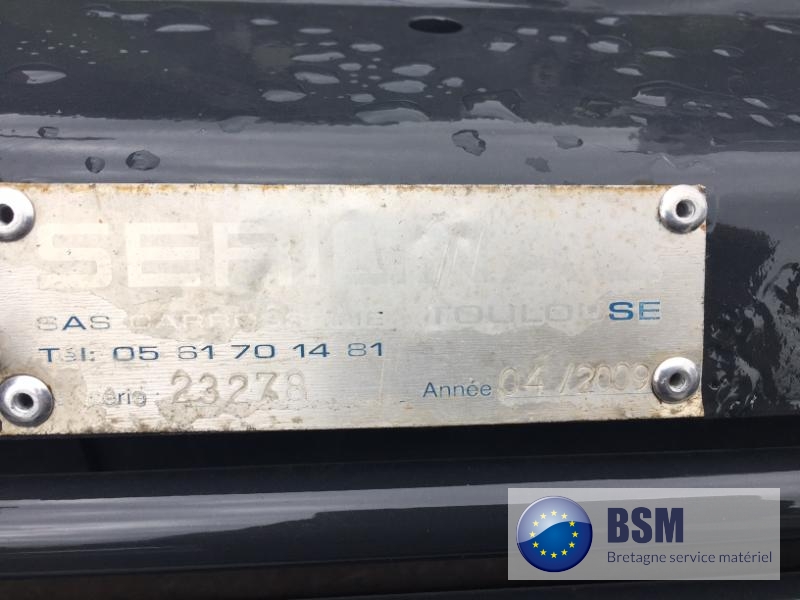 SAS TOULOUSE
Tél: 05 61 70 14 81
érie: 23278 Année 04/2009
BSM
Bretagne service matériel